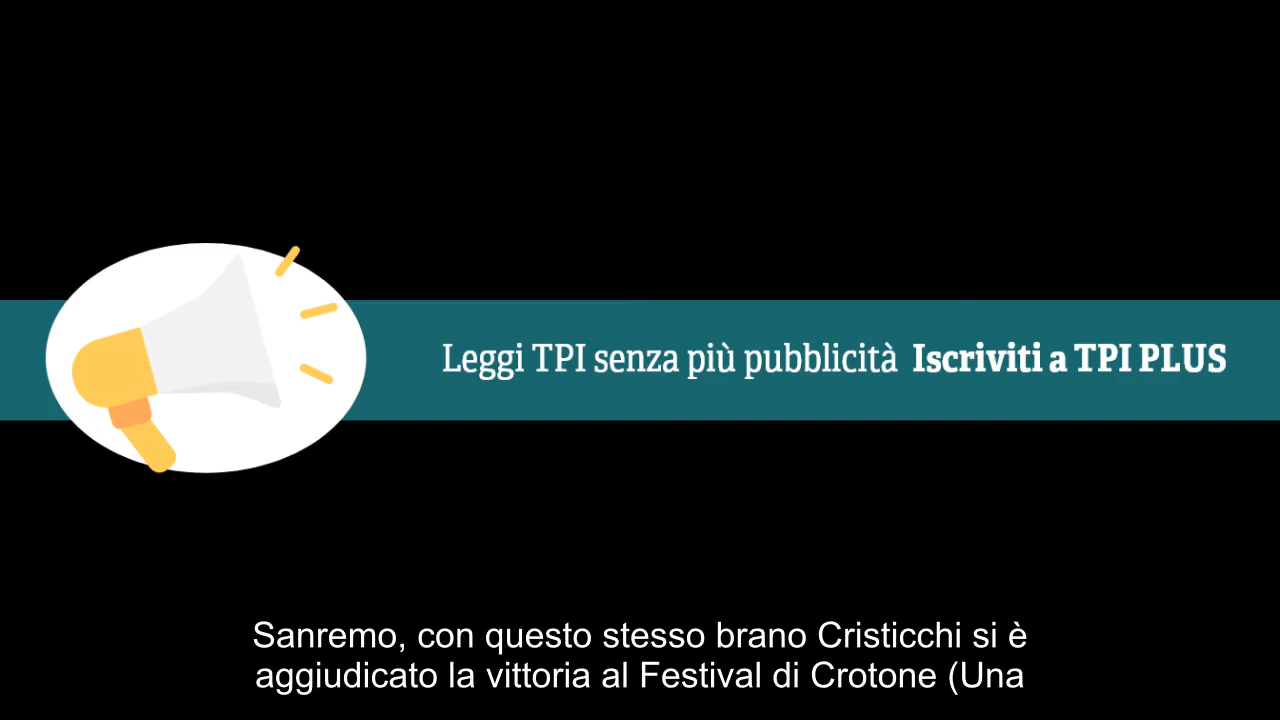 Leggi TPI senza più pubblicità Iscriviti a TPI PLUS
Sanremo, con questo stesso brano Cristicchi si è
aggiudicato la vittoria al Festival di Crotone (Una